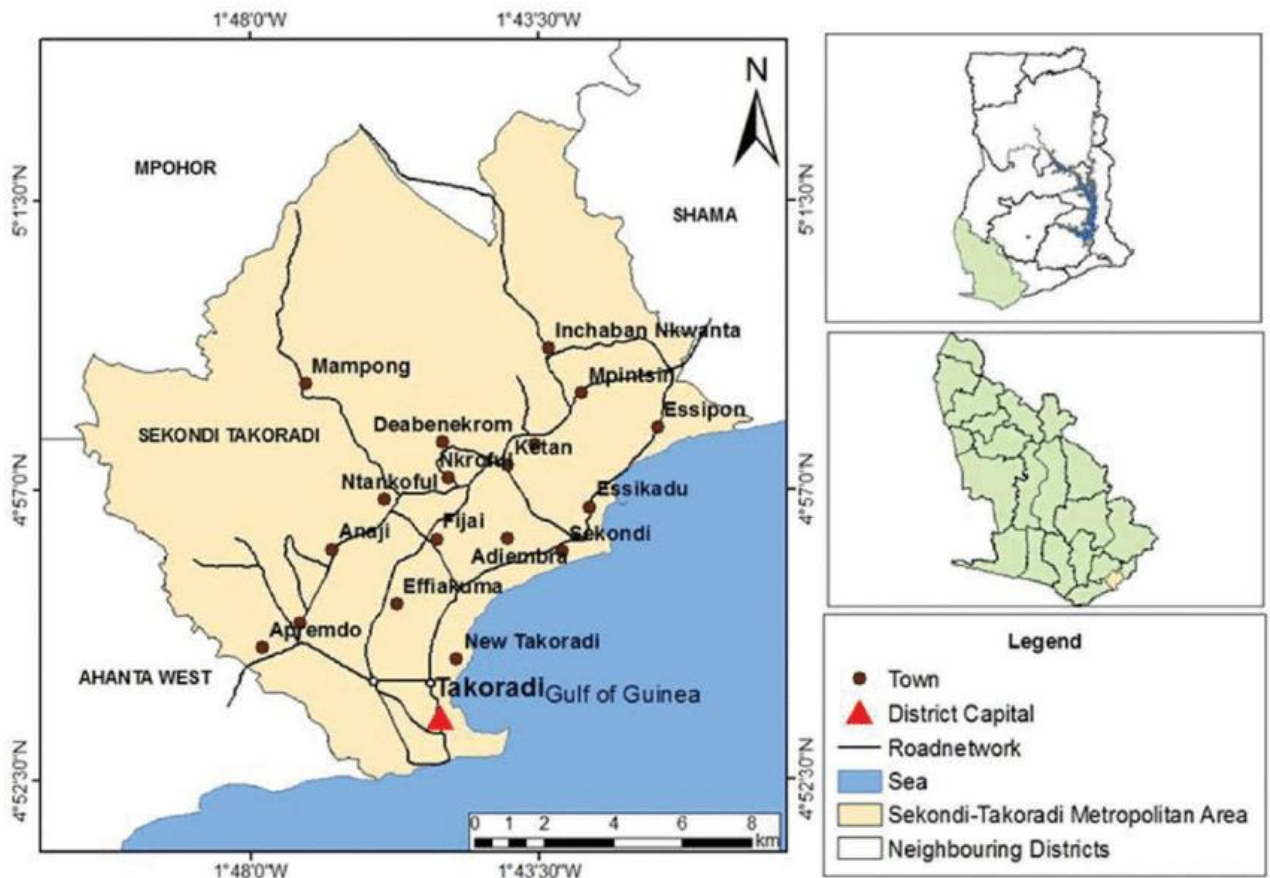 1°48'0"W 1°43'30"W
N
MPOHOR
5°1'30"N 5°1'30"N
SHAMA
Inchaban Nkwanta
Mampong
Mpintsin
Essipon
Deabenekrom
SEKONDI TAKORADI
Ketan
Nkroful
Ntankoful
4°57'0"N 4°57'0"N
Essikadu
Fijai
Anaji
Sekondi
Adiembra
Effiakuma
Apremdo
New Takoradi
AHANTA WEST
Takoradi
Gulf of Guinea
4°52'30"N 4°52'30"N
0 1 2 4 6 8
km
1°48'0"W 1°43'30"W
Legend
Town
District Capital
Roadnetwork
Sea
Sekondi-Takoradi Metropolitan Area
Neighbouring Districts